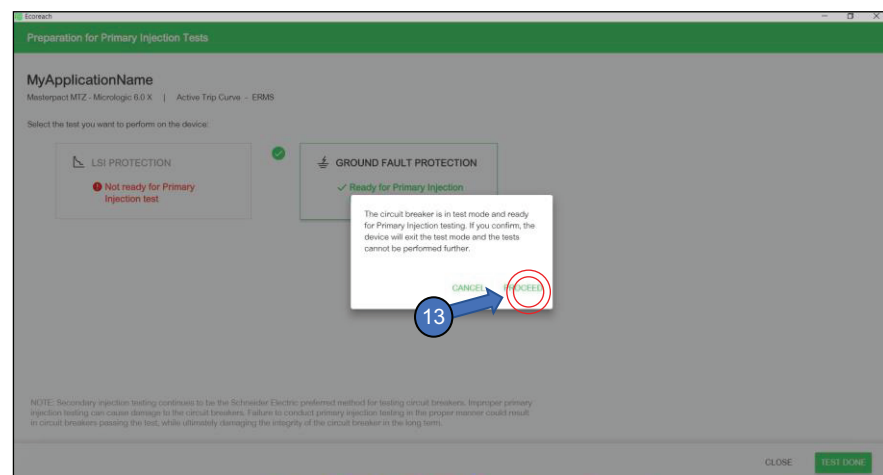 Ecoreach
Preparation for Primary Injection Tests
MyApplicationName
Masterpact MTZ - Micrologic 6.0 X | Active Trip Curve - ERMS
Select the test you want to perform on the device:
LSI PROTECTION
Not ready for Primary
Injection test
GROUND FAULT PROTECTION
Ready for Primary Injection
The circuit breaker is in test mode and ready
for Primary Injection testing. If you confirm, the
device will exit the test mode and the tests
cannot be performed further.
CANCEL PROCEED
13
NOTE: Secondary injection testing continues to be the Schneider Electric preferred method for testing circuit breakers. Improper primary
injection testing can cause damage to the circuit breakers. Failure to conduct primary injection testing in the proper manner could result
in circuit breakers passing the test, while ultimately damaging the integrity of the circuit breaker in the long term.
CLOSE TEST DONE